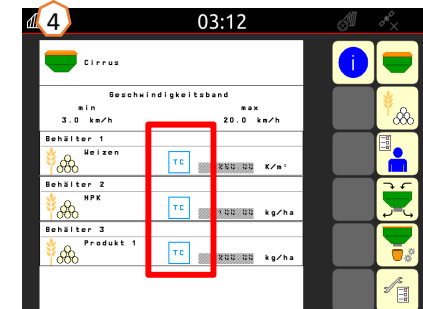 4
03:12
i
Cirrus
Geschwindigkeitsband
min max
3.0 km/h 20.0 km/h
Behälter 1
Weizen
TC K/m²
Behälter 2
NPK
TC kg/ha
Behälter 3
Produkt 1
TC kg/ha